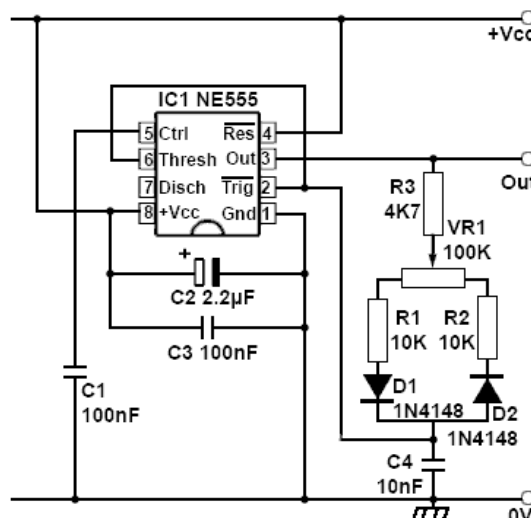 +Vcc
IC1 NE555
5 Ctrl Res 4
6 Thresh Out 3
7 Disch Trig 2
8 +Vcc Gnd 1
Out
R3
4K7
VR1
100K
+
C2 2.2µF
C3 100nF
R1
10K
R2
10K
C1
100nF
D1
1N4148
D2
1N4148
C4
10nF
0V